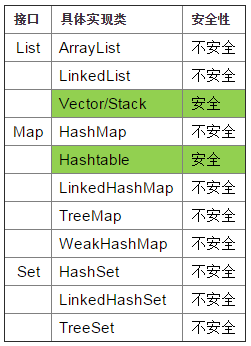 接口 具体实现类 安全性
List ArrayList 不安全
LinkedList 不安全
Vector/Stack 安全
Map HashMap 不安全
Hashtable 安全
LinkedHashMap 不安全
TreeMap 不安全
WeakHashMap 不安全
Set HashSet 不安全
LinkedHashSet 不安全
TreeSet 不安全